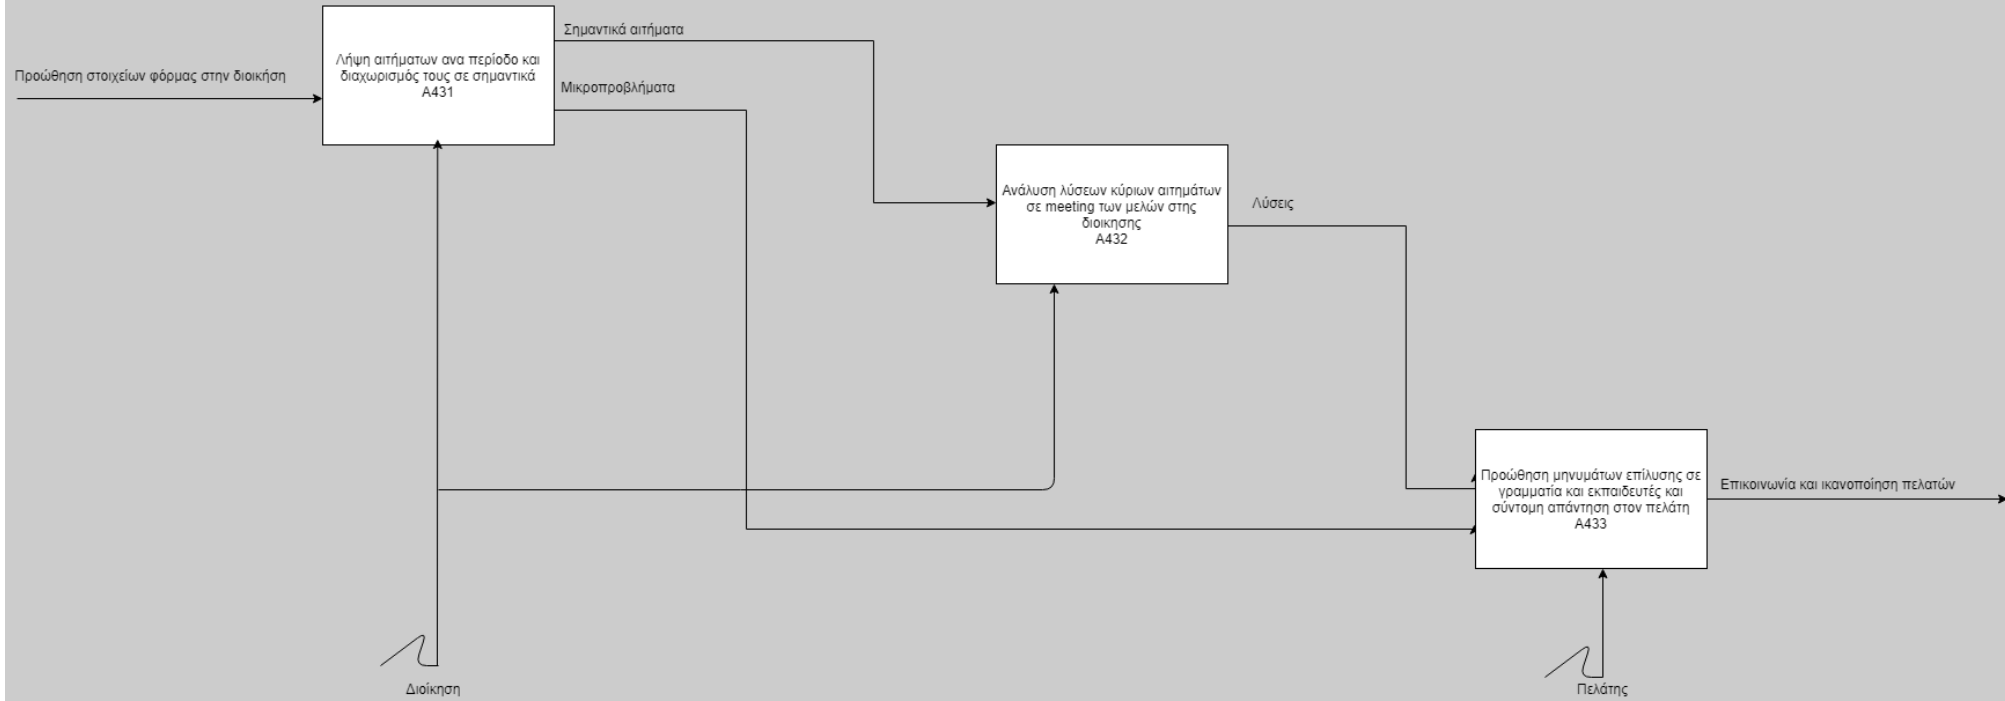 Σημαντικά αιτήματα
Προώθηση στοιχείων φόρμας στην διοικήση
Λήψη αιτήματων ανα περίοδο και
διαχωρισμός τους σε σημαντικά
A431
Μικροπροβλήματα
Ανάλυση λύσεων κύριων αιτημάτων
σε meeting των μελών στης
διοικησης
A432
Λύσεις
Προώθηση μηνυμάτων επίλυσης σε
γραμματία και εκπαιδευτές και
σύντομη απάντηση στον πελάτη
A433
Επικοινωνία και ικανοποίηση πελατών
Διοίκηση
Πελάτης